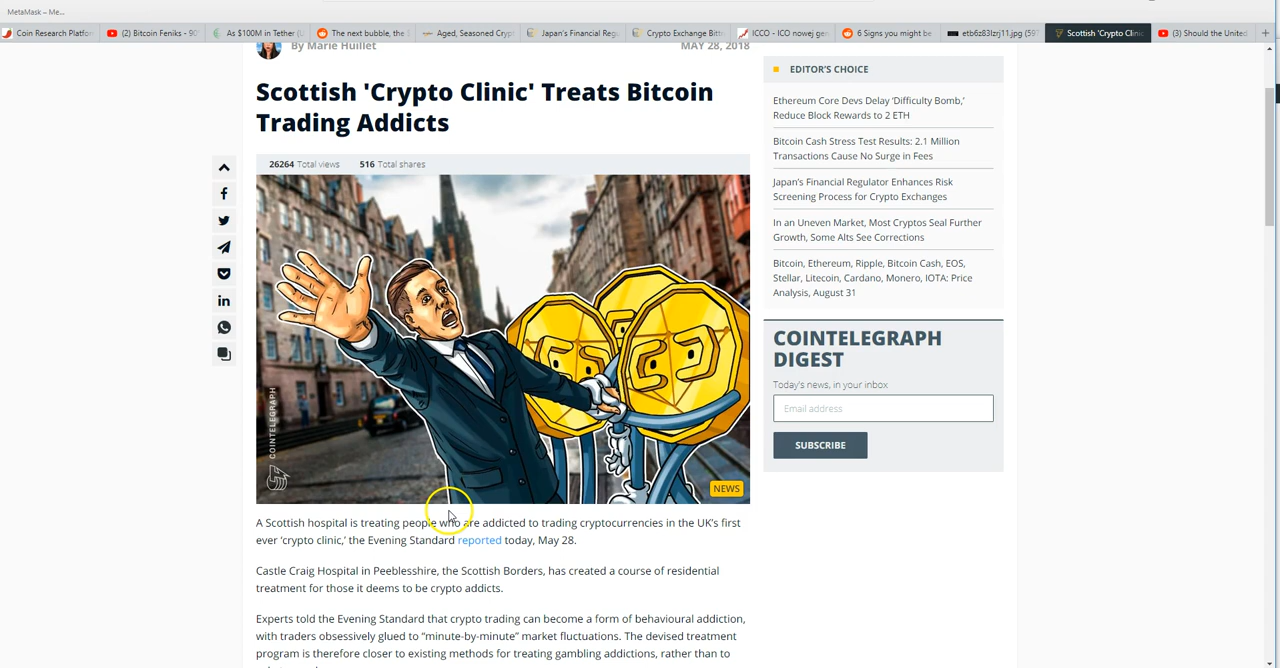 MetaMask – Me...
Coin Research Platfor
(2) Bitcoin Feniks - 90
As $100M in Tether (U
The next bubble, the S
Aged, Seasoned Cryp
Japan's Financial Regu
Crypto Exchange Bitt
ICCO - ICO nowej gen
6 Signs you might be
etb6z83lzrj11.jpg (59
Scottish 'Crypto Clinic
(3) Should the United
By Marie Huillet
MAY 28, 2018
Scottish 'Crypto Clinic' Treats Bitcoin
Trading Addicts
26264 Total views 516 Total shares
COINTELEGRAPH
NEWS
A Scottish hospital is treating people who are addicted to trading cryptocurrencies in the UK's first
ever 'crypto clinic,' the Evening Standard reported today, May 28.
Castle Craig Hospital in Peeblesshire, the Scottish Borders, has created a course of residential
treatment for those it deems to be crypto addicts.
Experts told the Evening Standard that crypto trading can become a form of behavioural addiction,
with traders obsessively glued to "minute-by-minute" market fluctuations. The devised treatment
program is therefore closer to existing methods for treating gambling addictions, rather than to
EDITOR'S CHOICE
Ethereum Core Devs Delay 'Difficulty Bomb,'
Reduce Block Rewards to 2 ETH
Bitcoin Cash Stress Test Results: 2.1 Million
Transactions Cause No Surge in Fees
Japan's Financial Regulator Enhances Risk
Screening Process for Crypto Exchanges
In an Uneven Market, Most Cryptos Seal Further
Growth, Some Alts See Corrections
Bitcoin, Ethereum, Ripple, Bitcoin Cash, EOS,
Stellar, Litecoin, Cardano, Monero, IOTA: Price
Analysis, August 31
COINTELEGRAPH
DIGEST
Today's news, in your inbox
Email address
SUBSCRIBE